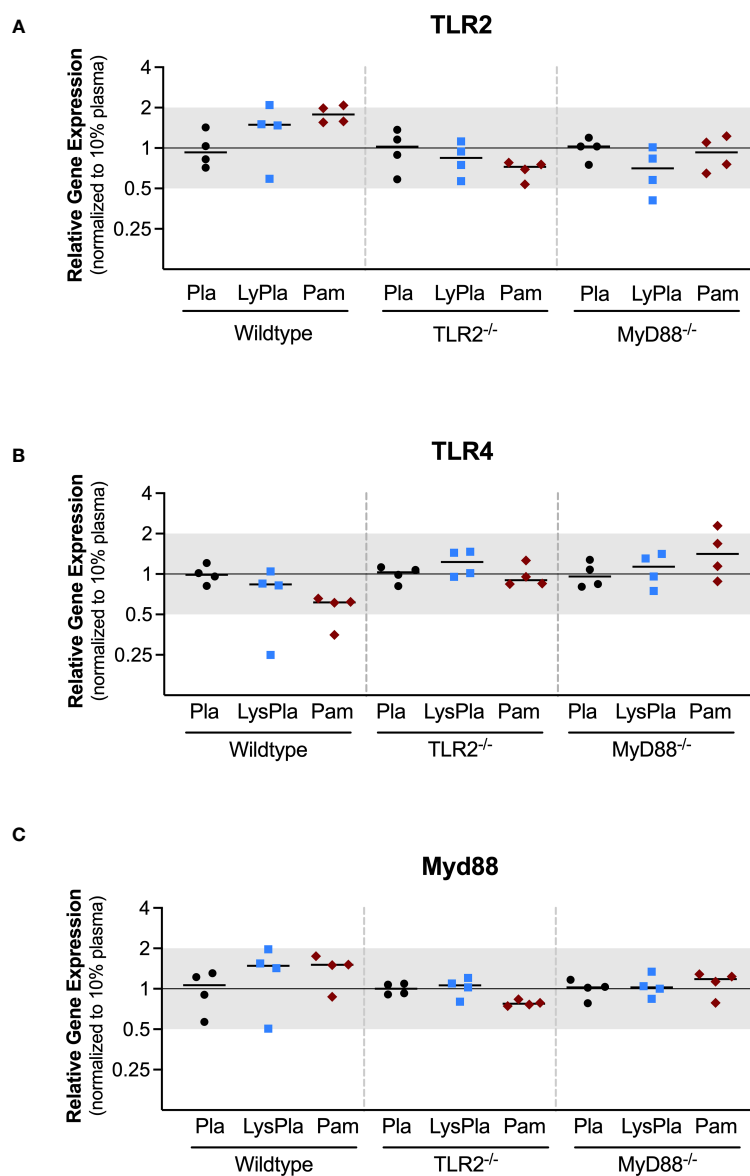 A
TLR2
Relative Gene Expression
(normalized to 10% plasma)
4
2
1
0.5
0.25
Pla LyPla Pam Pla LyPla Pam Pla LyPla Pam
Wildtype TLR2-/- MyD88-/-
B
TLR4
Relative Gene Expression
(normalized to 10% plasma)
4
2
1
0.5
0.25
Pla LysPla Pam Pla LysPla Pam Pla LysPla Pam
Wildtype TLR2-/- MyD88-/-
C
Myd88
Relative Gene Expression
(normalized to 10% plasma)
4
2
1
0.5
0.25
Pla LysPla Pam Pla LysPla Pam Pla LysPla Pam
Wildtype TLR2-/- MyD88-/-